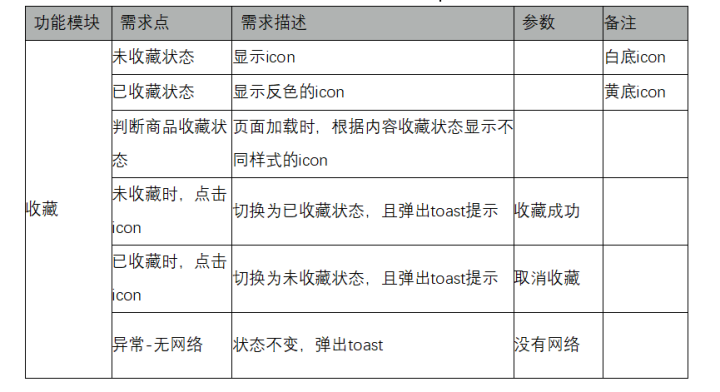 功能模块 需求点 需求描述 参数 备注
收藏
未收藏状态 显示icon 白底icon
已收藏状态 显示反色的icon 黄底icon
判断商品收藏状
态
页面加载时，根据内容收藏状态显示不
同样式的icon
未收藏时，点击
icon
切换为已收藏状态，且弹出toast提示 收藏成功
已收藏时，点击
icon
切换为未收藏状态，且弹出toast提示 取消收藏
异常-无网络 状态不变，弹出toast 没有网络